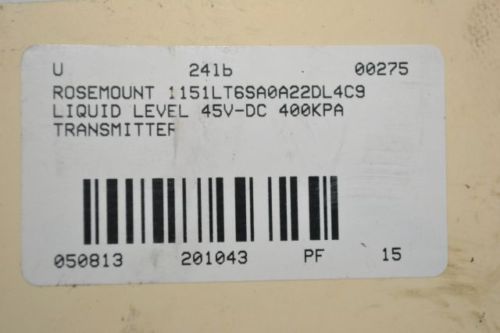 U 241b 00275
ROSEMOUNT 1151LT6SA0A22DL4C9
LIQUID LEVEL 45V-DC 400KPA
TRANSMITTER
050813 201043 PF 15